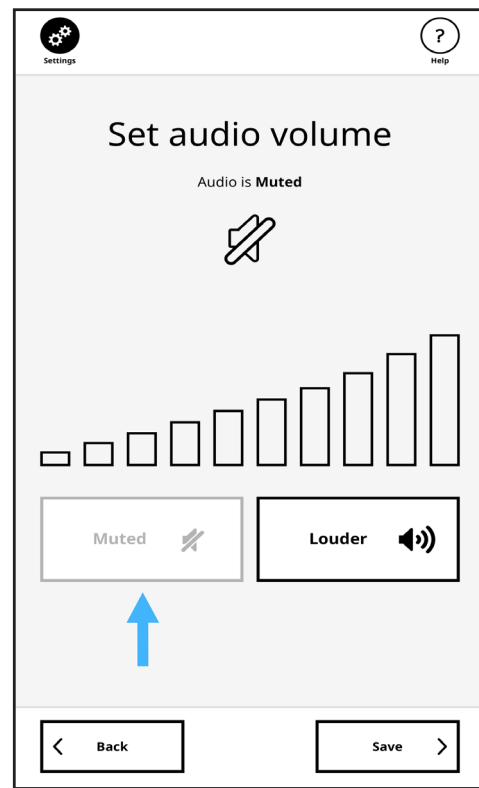 Settings
?
Help
Set audio volume
Audio is Muted
Muted
Louder
Back
Save